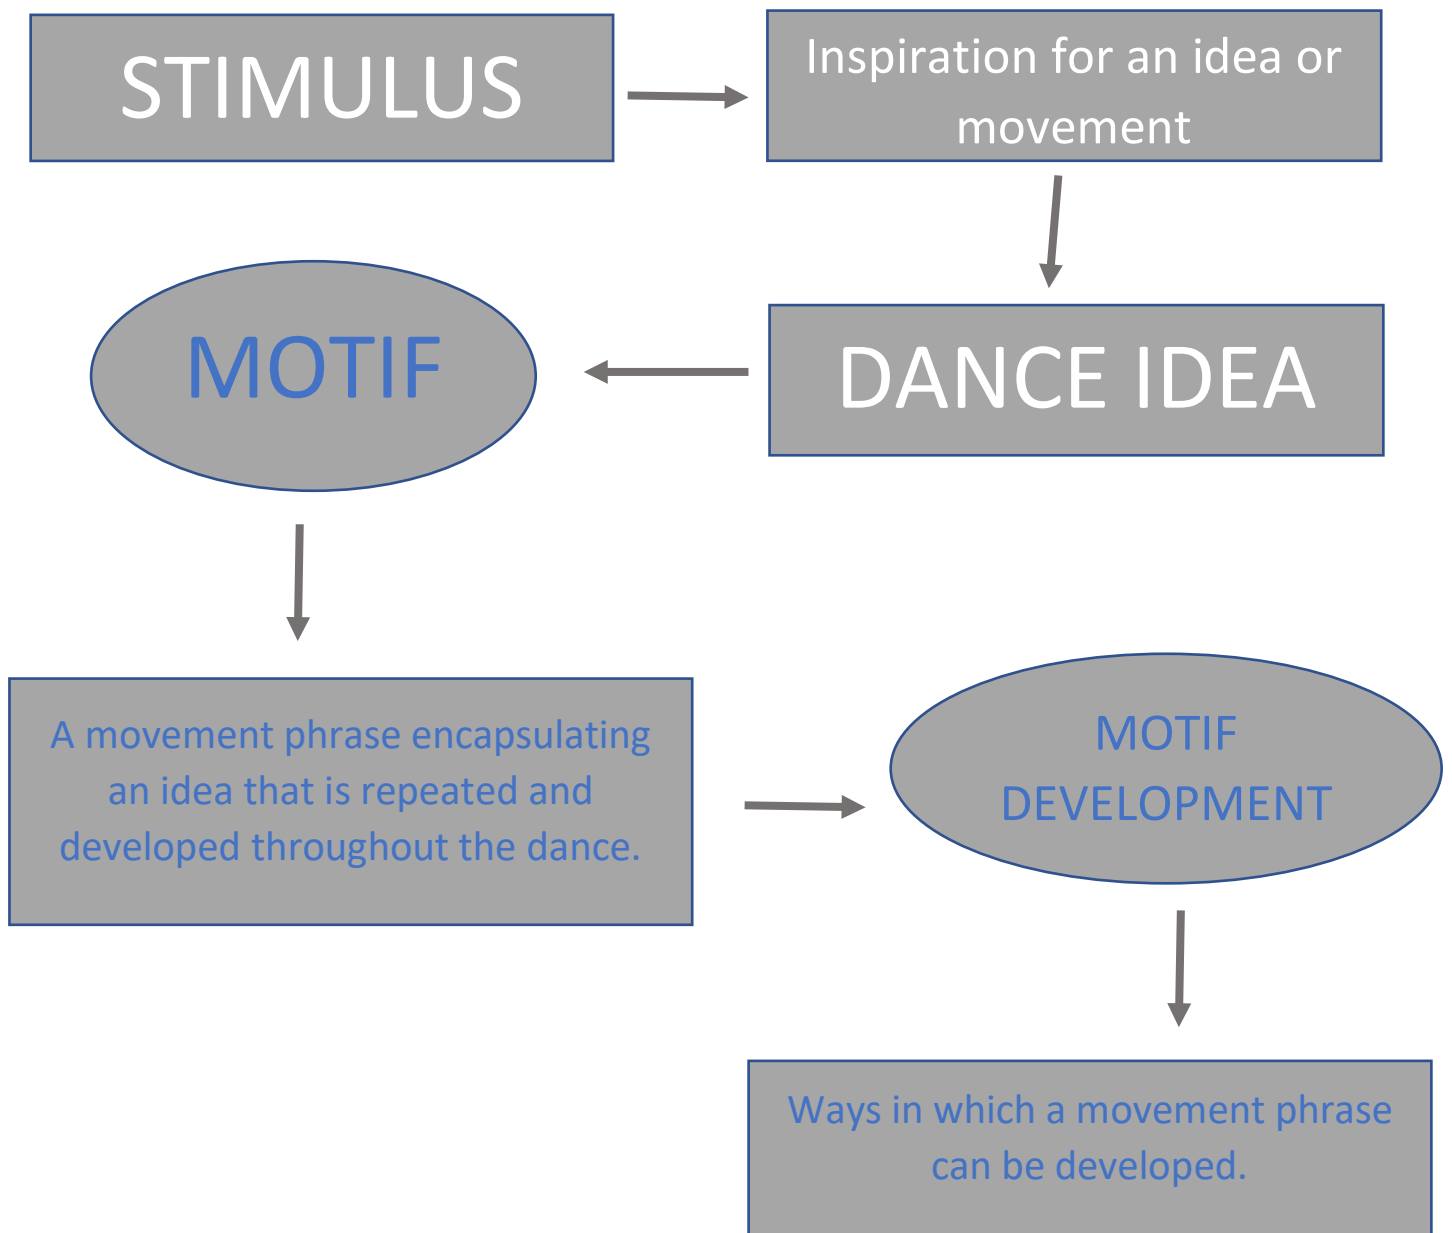 STIMULUS
Inspiration for an idea or
movement
DANCE IDEA
MOTIF
A movement phrase encapsulating
an idea that is repeated and
developed throughout the dance.
MOTIF
DEVELOPMENT
Ways in which a movement phrase
can be developed.